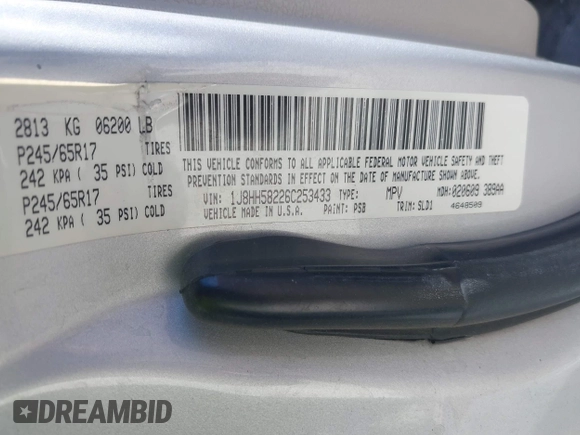 2813 KG 06200 LB
P245/65R17 TIRES
242 KPA ( 35 PSI) COLD
P245/65R17 TIRES
242 KPA ( 35 PSI) COLD
THIS VEHICLE CONFORMS TO ALL APPLICABLE FEDERAL MOTOR VEHICLE SAFETY AND THEFT
PREVENTION STANDARDS IN EFFECT ON THE DATE OF MANUFACTURE SHOWN ABOVE.
VIN: 1J8HH58226C253433 TYPE: MPV MDH: 020609 389AA
VEHICLE MADE IN U.S.A. PAINT: PSB TRIM: SLD1 4648509
DREAMBID